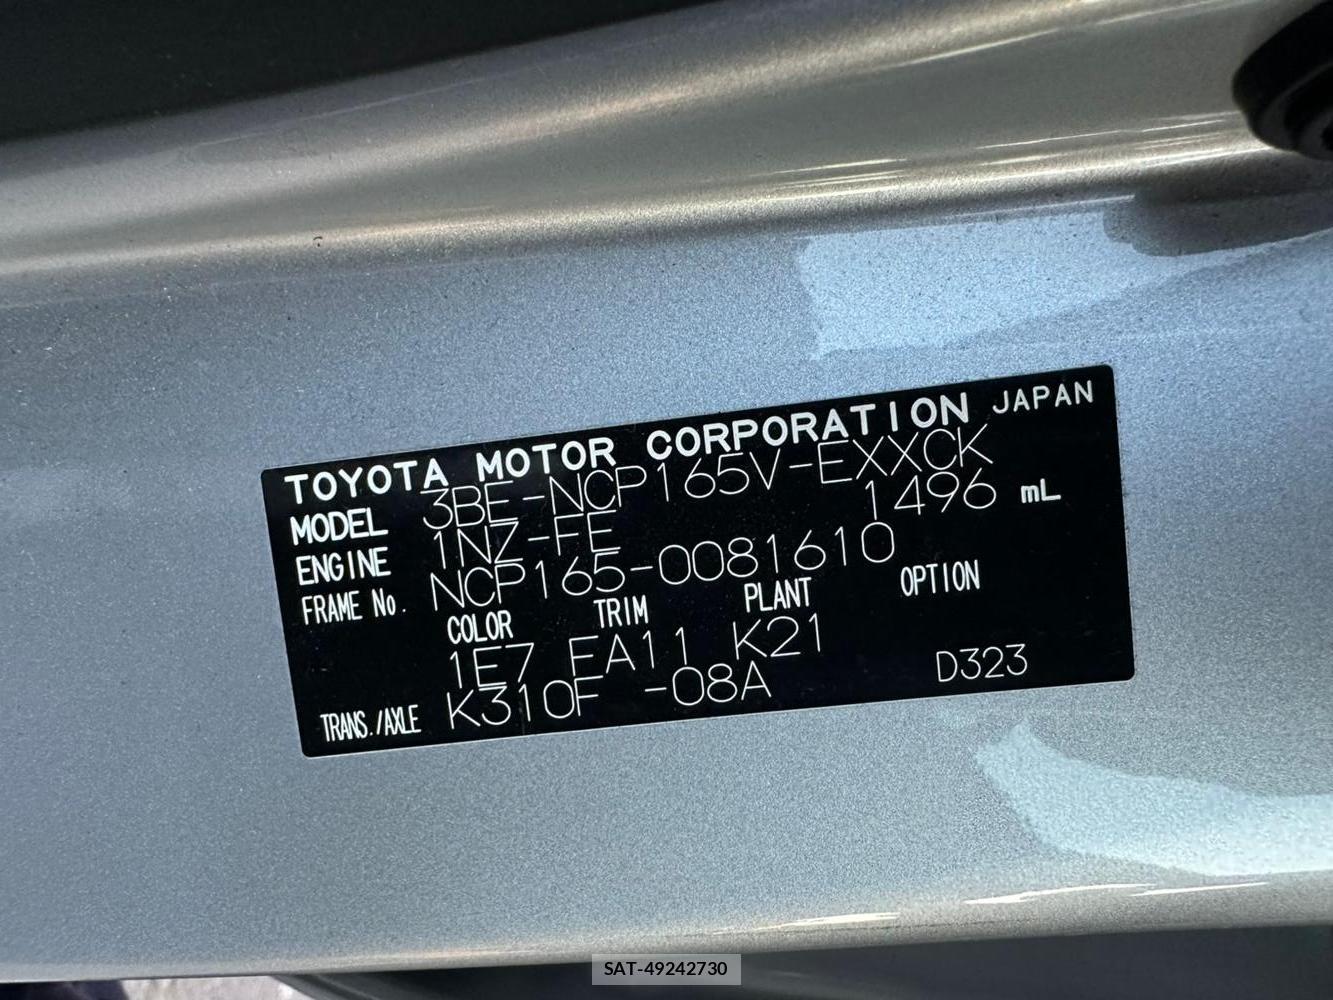 TOYOTA MOTOR CORPORATION JAPAN
MODEL 3BE-NCP165V-EXXCK
ENGINE 1NZ-FE 1496 mL
FRAME No. NCP165-0081610
COLOR TRIM PLANT OPTION
1E7 FA11 K21
TRANS./AXLE K310F -08A D323
SAT-49242730